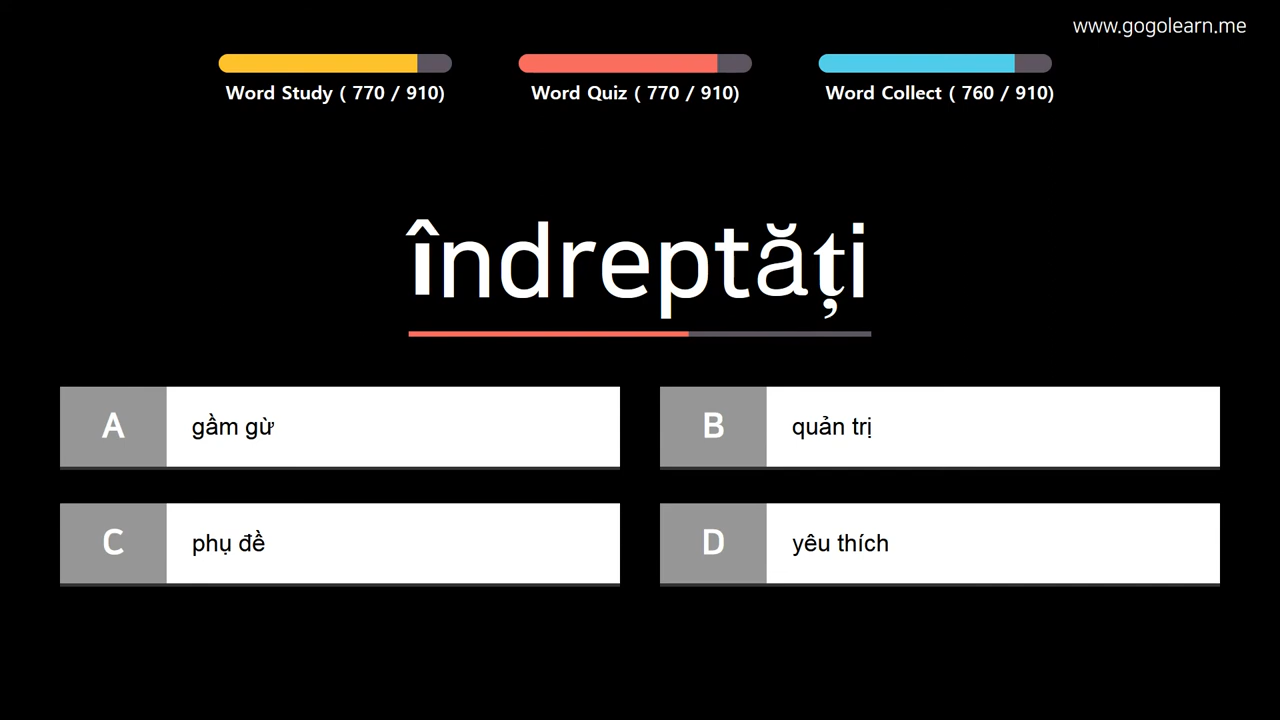 www.gogolearn.me
Word Study ( 770 / 910)
Word Quiz ( 770 / 910)
Word Collect ( 760 / 910)
îndreptăți
A
gầm gừ
B
quản trị
C
phụ đề
D
yêu thích